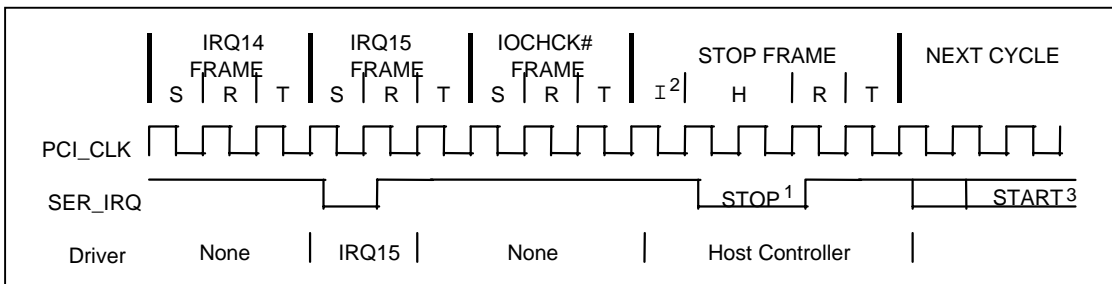 IRQ14 FRAME
IRQ15 FRAME
IOCHCK# FRAME
STOP FRAME
NEXT CYCLE
S R T S R T S R T I2 H R T
PCI_CLK
SER_IRQ STOP1 START3
Driver None IRQ15 None Host Controller